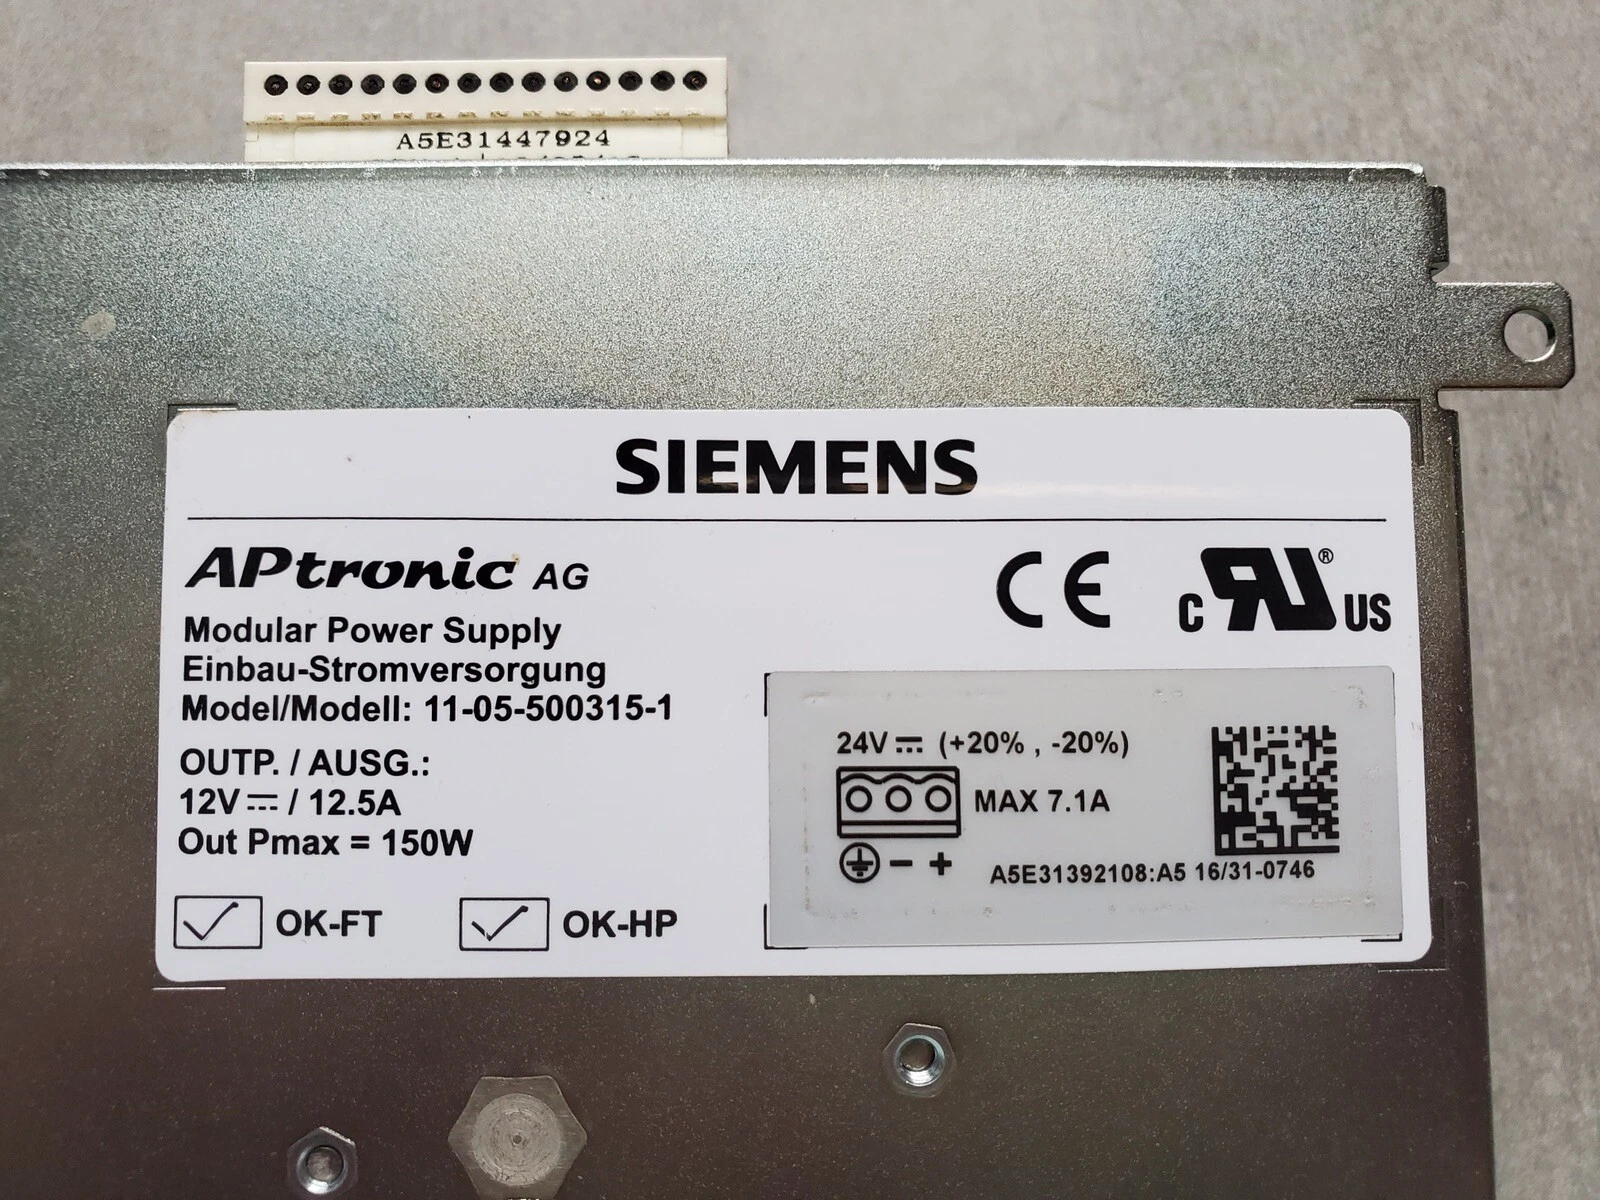 A5E31447924
SIEMENS
APtronic AG
CE
C RU® US
Modular Power Supply
Einbau-Stromversorgung
Model/Modell: 11-05-500315-1
OUTP. / AUSG.:
12V⎓ / 12.5A
Out Pmax = 150W
OK-FT
OK-HP
24V⎓ (+20% , -20%)
MAX 7.1A
- +
A5E31392108:A5 16/31-0746